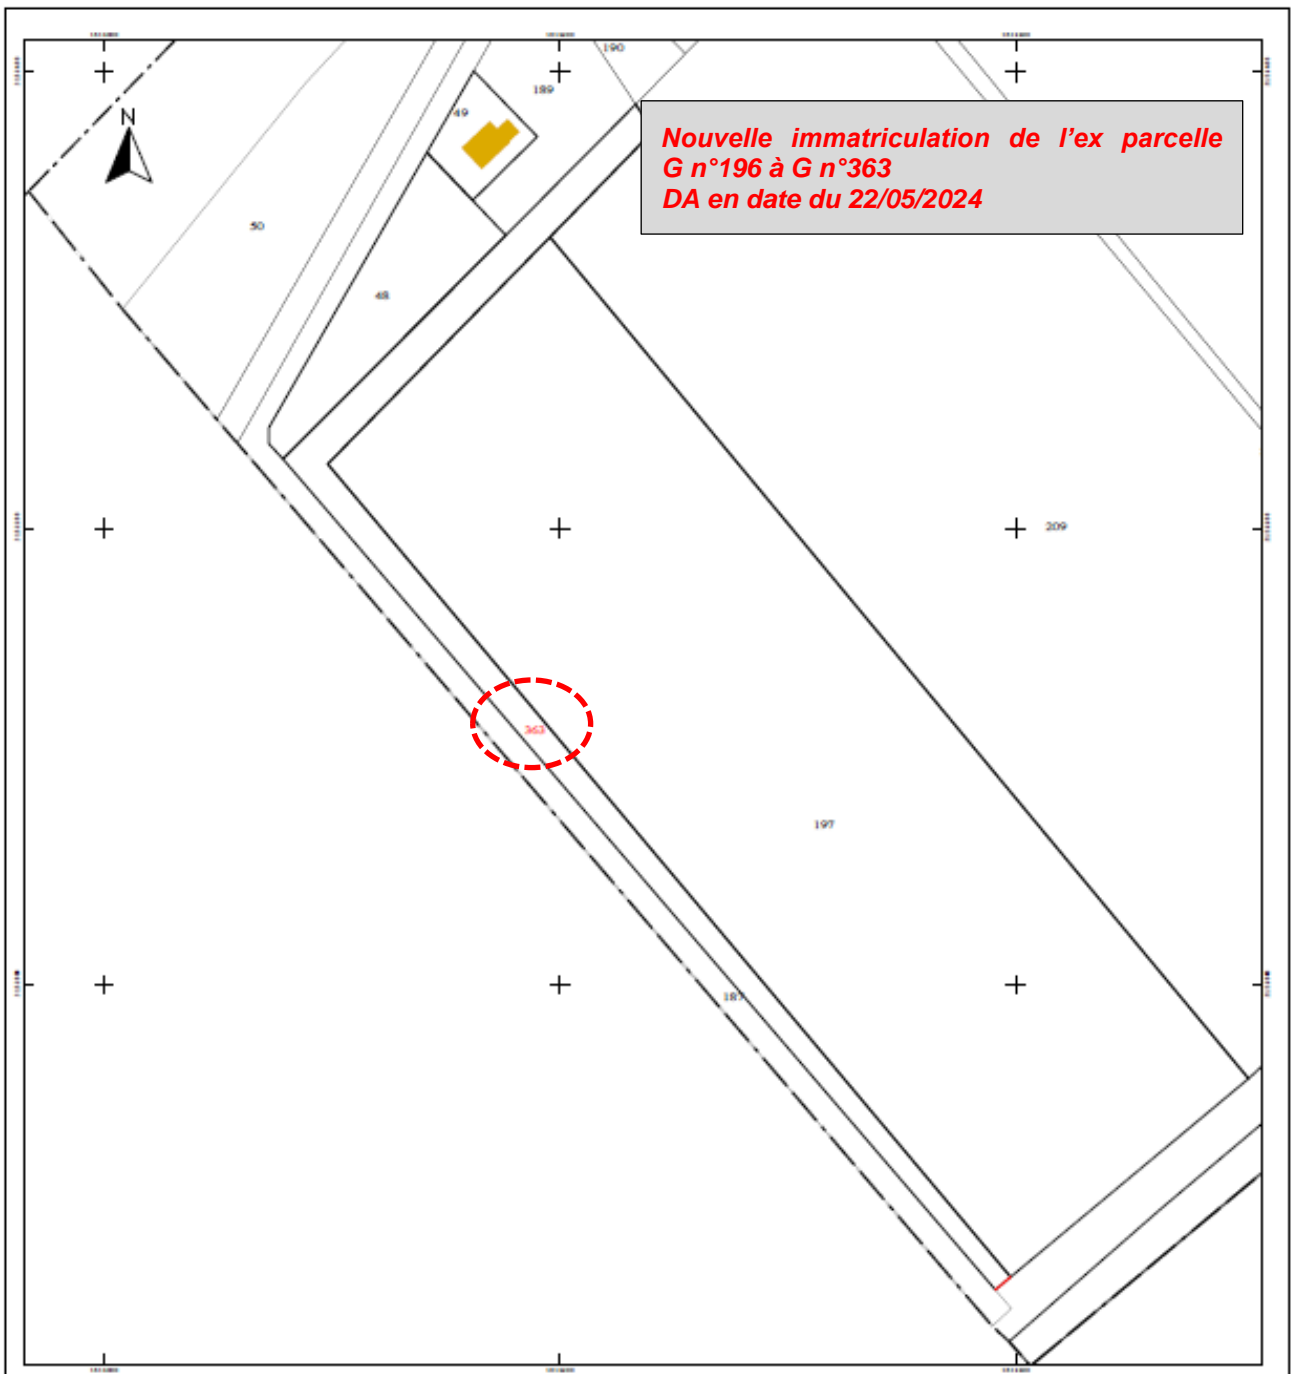 190
189
49
N
Nouvelle immatriculation de l'ex parcelle
G n°196 à G n°363
DA en date du 22/05/2024
50
48
209
363
197
187